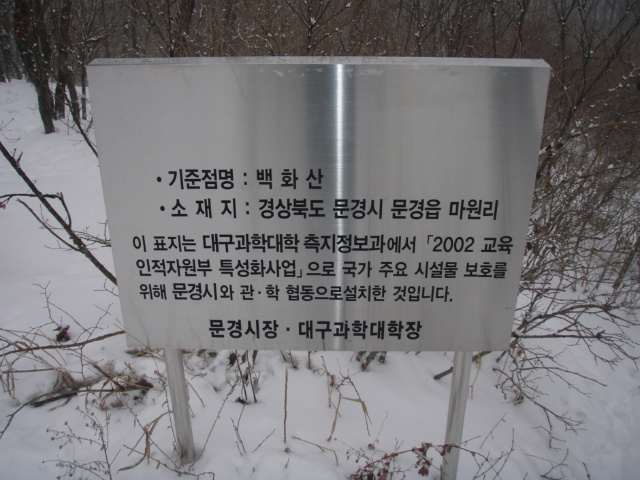 • 기준점명 : 백 화 산
• 소 재 지 : 경상북도 문경시 문경읍 마원리
이 표지는 대구과학대학 측지정보과에서 「2002 교육
인적자원부 특성화사업」으로 국가 주요 시설물 보호를
위해 문경시와 관·학 협동으로설치한 것입니다.
문경시장 · 대구과학대학장